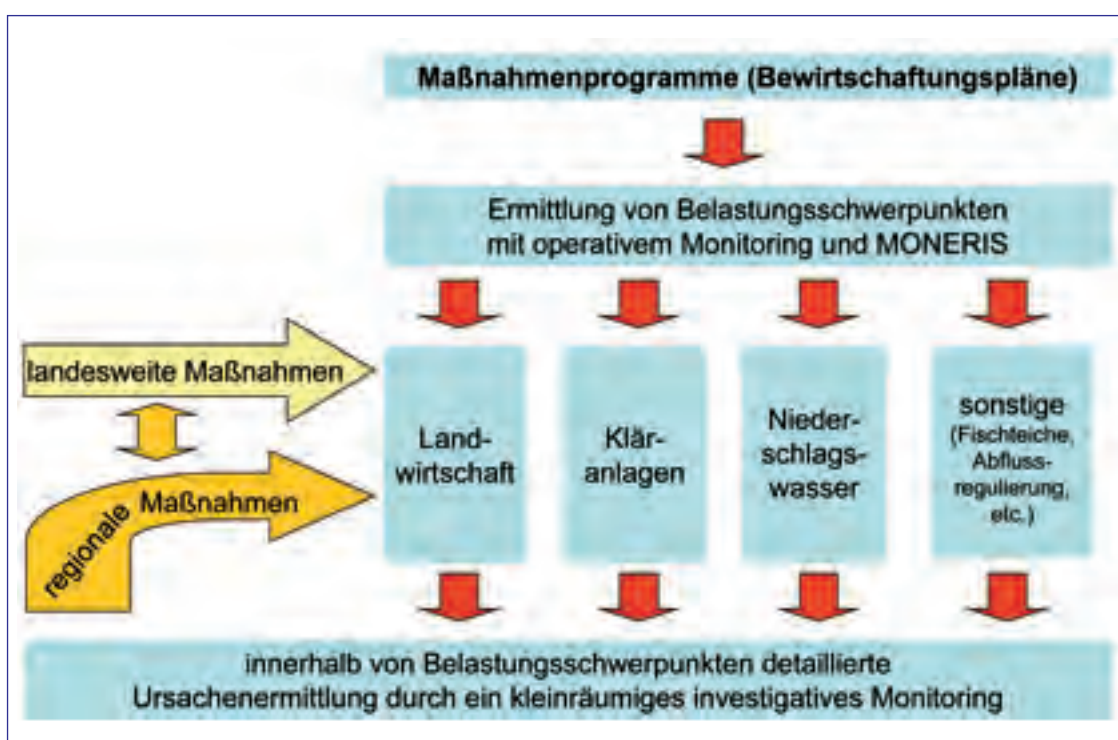 Maßnahmenprogramme (Bewirtschaftungspläne)
Ermittlung von Belastungsschwerpunkten
mit operativem Monitoring und MONERIS
landesweite Maßnahmen
regionale Maßnahmen
Land-
wirtschaft
Klär-
anlagen
Nieder-
schlags-
wasser
sonstige
(Fischteiche,
Abfluss-
regulierung,
etc.)
innerhalb von Belastungsschwerpunkten detaillierte
Ursachenermittlung durch ein kleinräumiges investigatives Monitoring